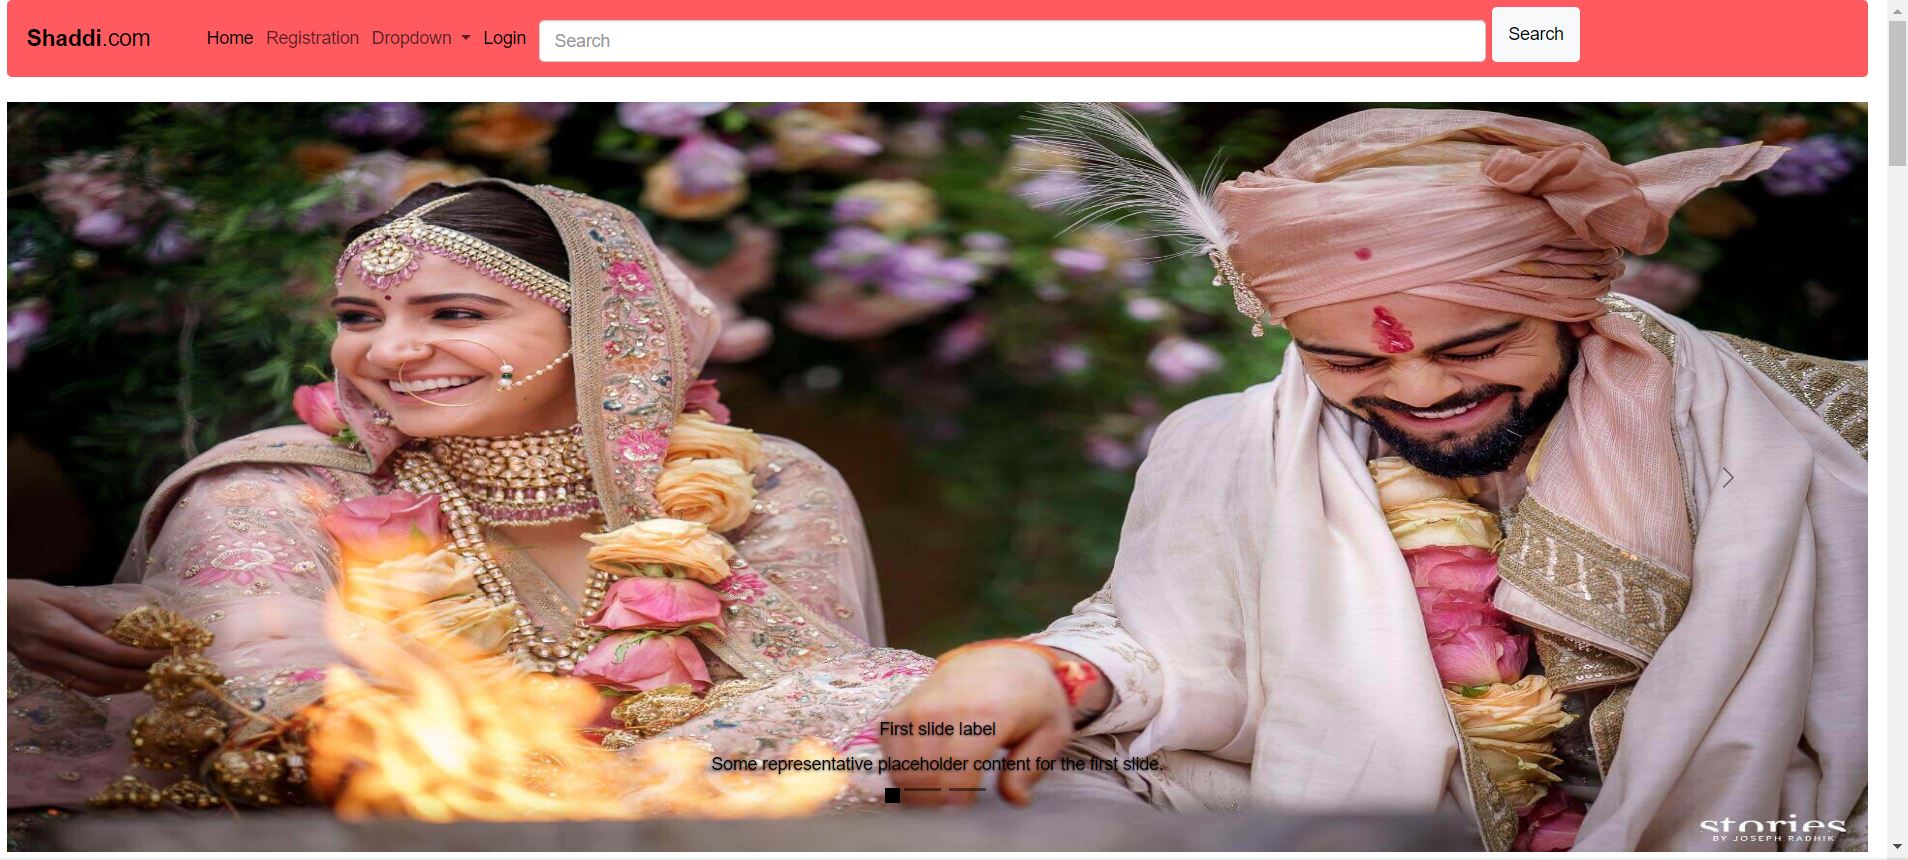 Shaddi.com
Home Registration Dropdown Login Search Search
First slide label
Some representative placeholder content for the first slide.
stories
BY JOSEPH RADHIK